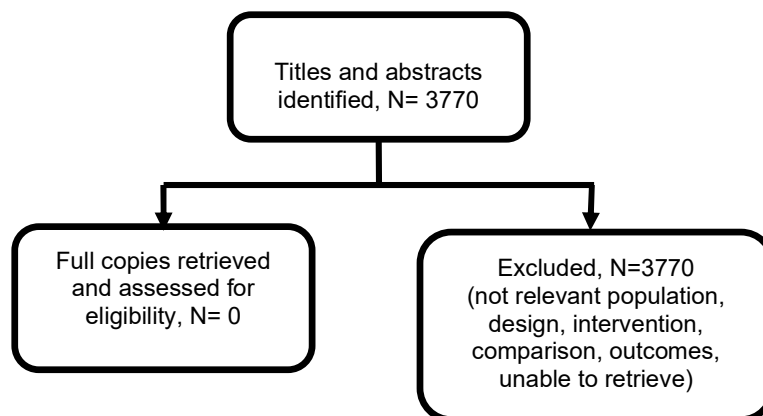 Titles and abstracts
identified, N= 3770
Full copies retrieved
and assessed for
eligibility, N= 0
Excluded, N=3770
(not relevant population,
design, intervention,
comparison, outcomes,
unable to retrieve)